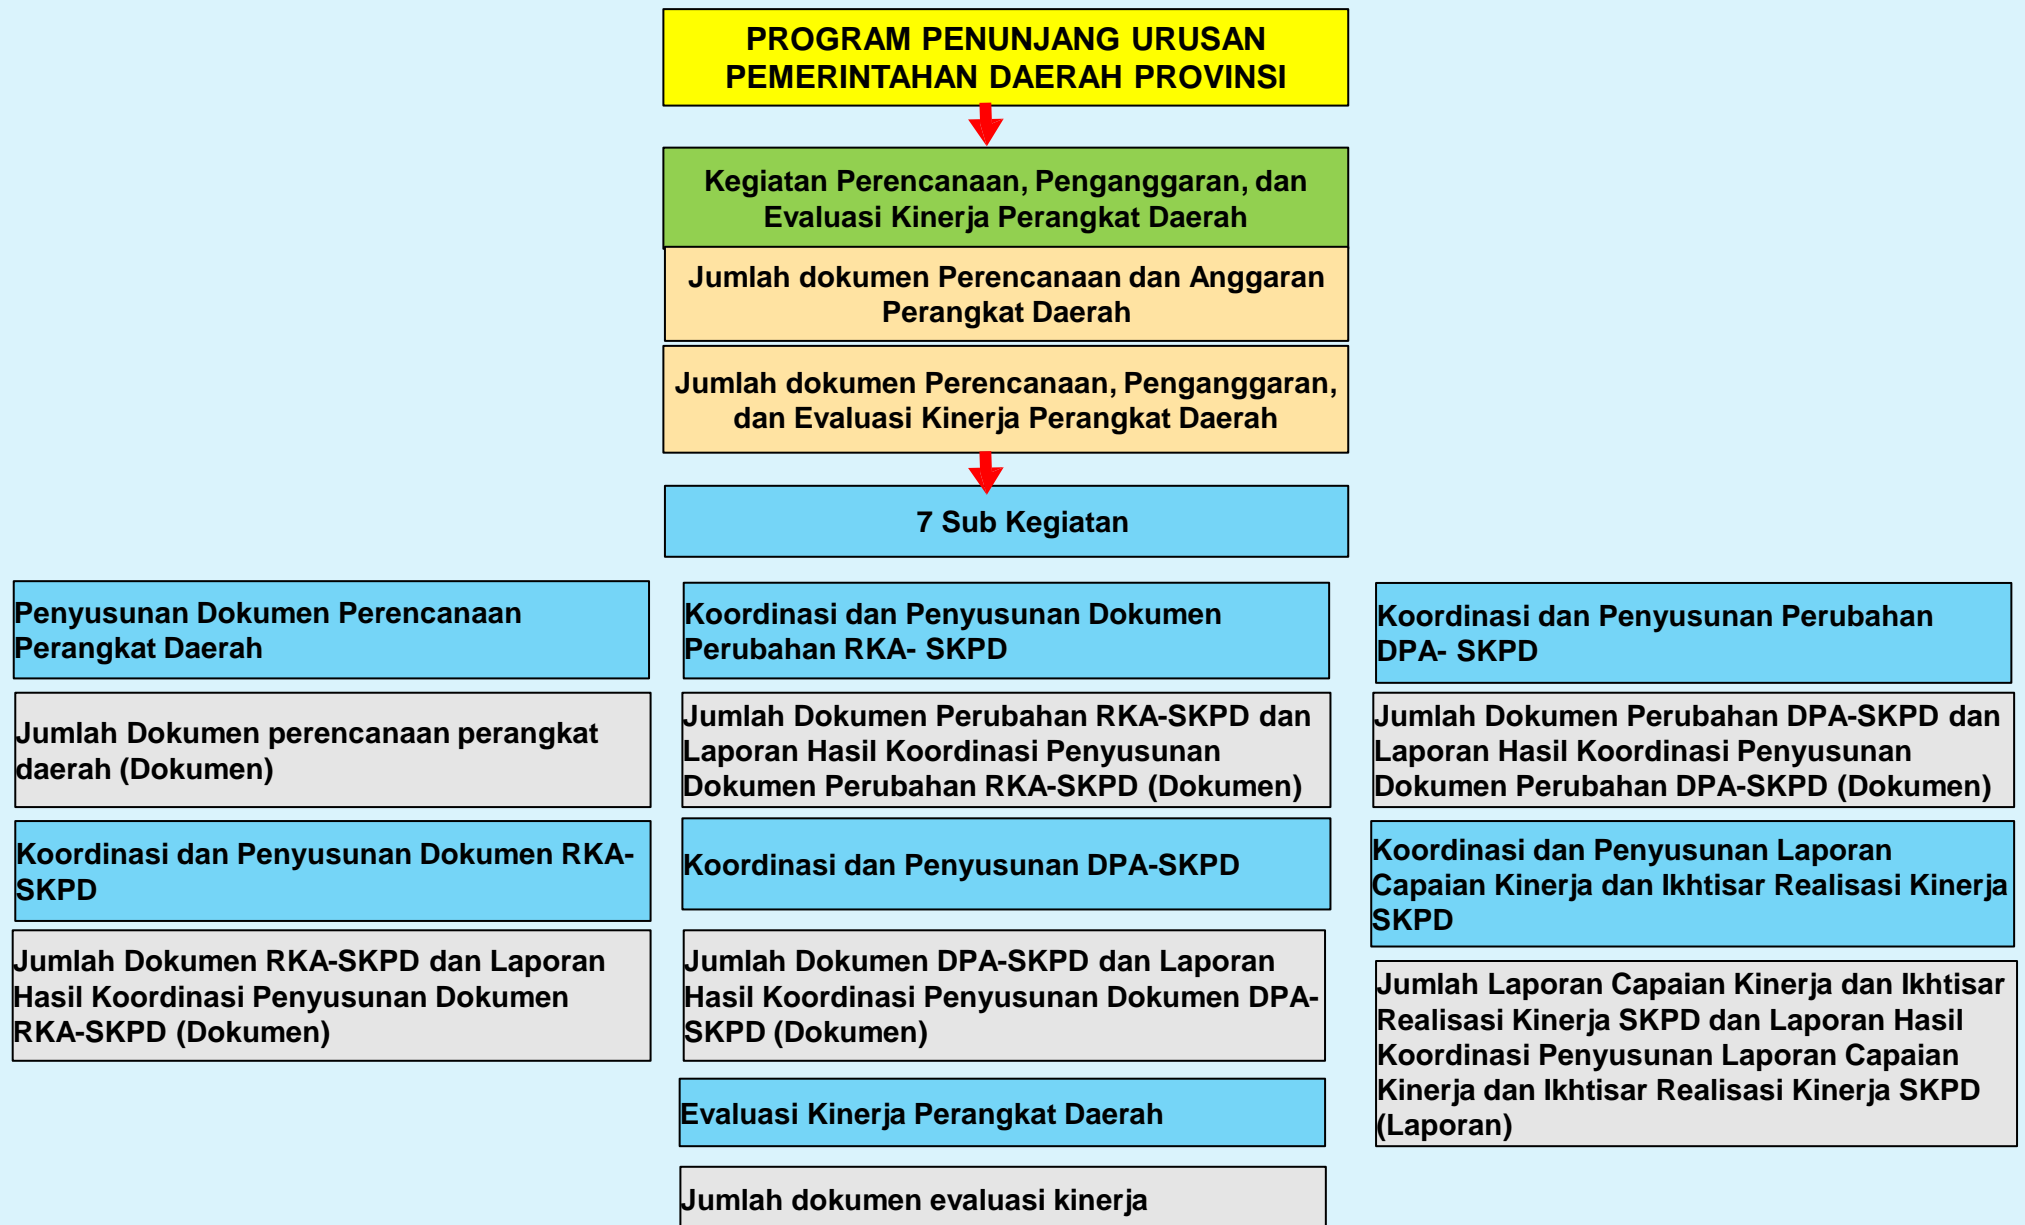 PROGRAM PENUNJANG URUSAN
PEMERINTAHAN DAERAH PROVINSI
Kegiatan Perencanaan, Penganggaran, dan
Evaluasi Kinerja Perangkat Daerah
Jumlah dokumen Perencanaan dan Anggaran
Perangkat Daerah
Jumlah dokumen Perencanaan, Penganggaran,
dan Evaluasi Kinerja Perangkat Daerah
7 Sub Kegiatan
Penyusunan Dokumen Perencanaan
Perangkat Daerah
Jumlah Dokumen perencanaan perangkat
daerah (Dokumen)
Koordinasi dan Penyusunan Dokumen RKA-
SKPD
Jumlah Dokumen RKA-SKPD dan Laporan
Hasil Koordinasi Penyusunan Dokumen
RKA-SKPD (Dokumen)
Koordinasi dan Penyusunan Dokumen
Perubahan RKA- SKPD
Jumlah Dokumen Perubahan RKA-SKPD dan
Laporan Hasil Koordinasi Penyusunan
Dokumen Perubahan RKA-SKPD (Dokumen)
Koordinasi dan Penyusunan DPA-SKPD
Jumlah Dokumen DPA-SKPD dan Laporan
Hasil Koordinasi Penyusunan Dokumen DPA-
SKPD (Dokumen)
Evaluasi Kinerja Perangkat Daerah
Jumlah dokumen evaluasi kinerja
Koordinasi dan Penyusunan Perubahan
DPA- SKPD
Jumlah Dokumen Perubahan DPA-SKPD dan
Laporan Hasil Koordinasi Penyusunan
Dokumen Perubahan DPA-SKPD (Dokumen)
Koordinasi dan Penyusunan Laporan
Capaian Kinerja dan Ikhtisar Realisasi Kinerja
SKPD
Jumlah Laporan Capaian Kinerja dan Ikhtisar
Realisasi Kinerja SKPD dan Laporan Hasil
Koordinasi Penyusunan Laporan Capaian
Kinerja dan Ikhtisar Realisasi Kinerja SKPD
(Laporan)